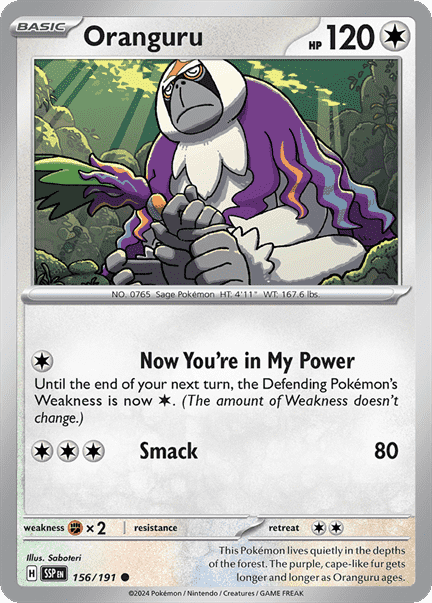 BASIC
Oranguru
HP 120
NO. 0765 Sage Pokémon HT: 4'11" WT: 167.6 lbs.
Now You're in My Power
Until the end of your next turn, the Defending Pokémon's
Weakness is now . (The amount of Weakness doesn't
change.)
Smack 80
weakness ×2 resistance retreat
Illus. Saboteri
H SSP EN 156/191
This Pokémon lives quietly in the depths
of the forest. The purple, cape-like fur gets
longer and longer as Oranguru ages.
©2024 Pokémon / Nintendo / Creatures / GAME FREAK